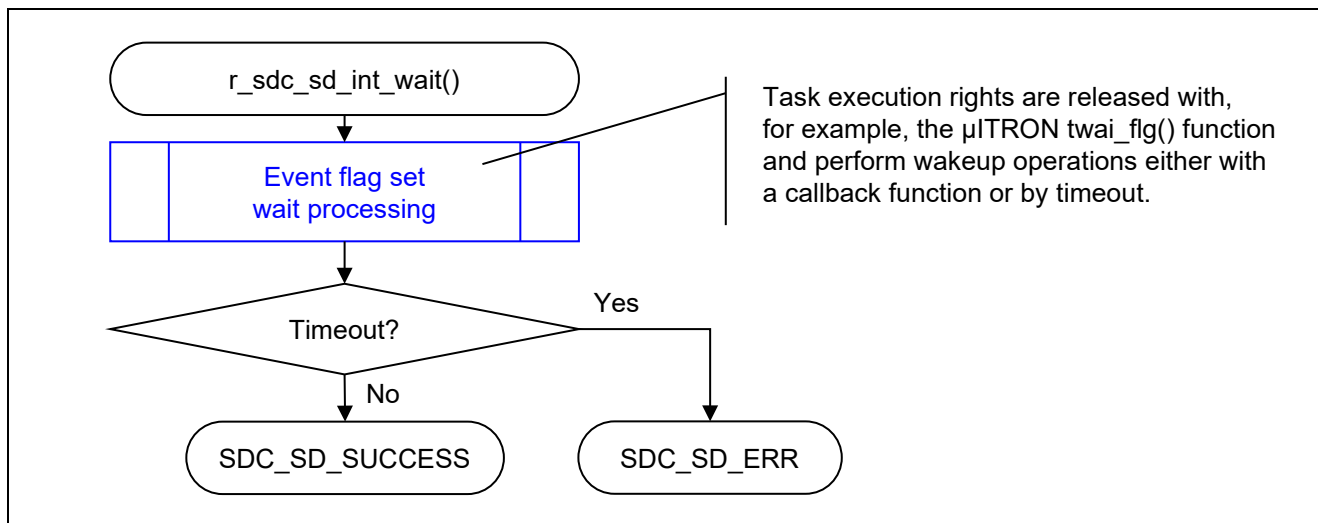 r_sdc_sd_int_wait()
Task execution rights are released with,
for example, the µITRON twai_flg() function
and perform wakeup operations either with
a callback function or by timeout.
Event flag set
wait processing
Timeout?
Yes
No
SDC_SD_SUCCESS
SDC_SD_ERR